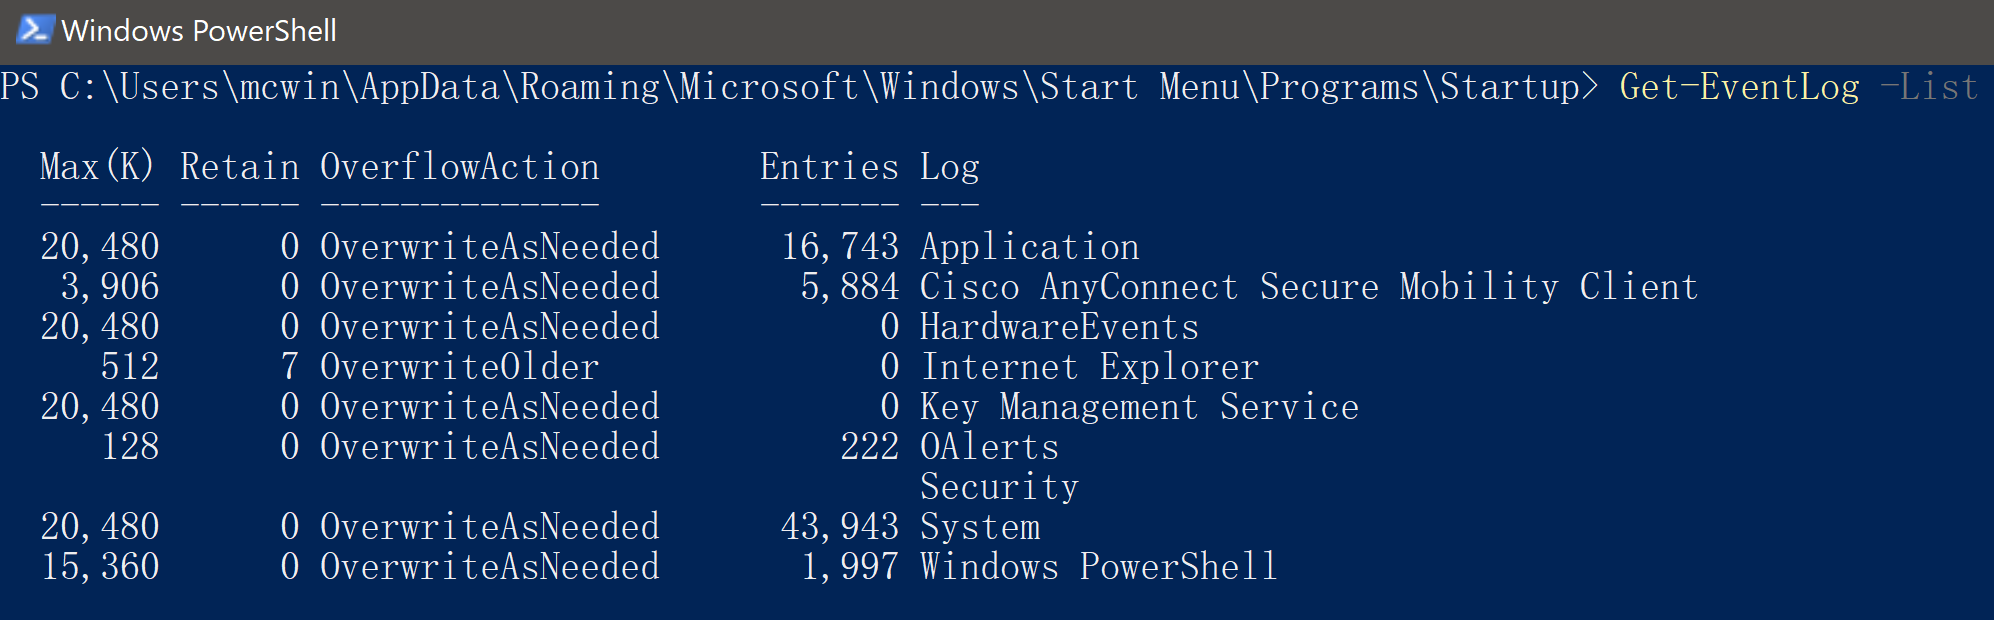 Windows PowerShell
PS C:\Users\mcwin\AppData\Roaming\Microsoft\Windows\Start Menu\Programs\Startup> Get-EventLog -List
Max(K) Retain OverflowAction Entries Log
------ ------ -------------- ------- ---
20,480 0 OverwriteAsNeeded 16,743 Application
3,906 0 OverwriteAsNeeded 5,884 Cisco AnyConnect Secure Mobility Client
20,480 0 OverwriteAsNeeded 0 HardwareEvents
512 7 OverwriteOlder 0 Internet Explorer
20,480 0 OverwriteAsNeeded 0 Key Management Service
128 0 OverwriteAsNeeded 222 OAlerts
Security
20,480 0 OverwriteAsNeeded 43,943 System
15,360 0 OverwriteAsNeeded 1,997 Windows PowerShell